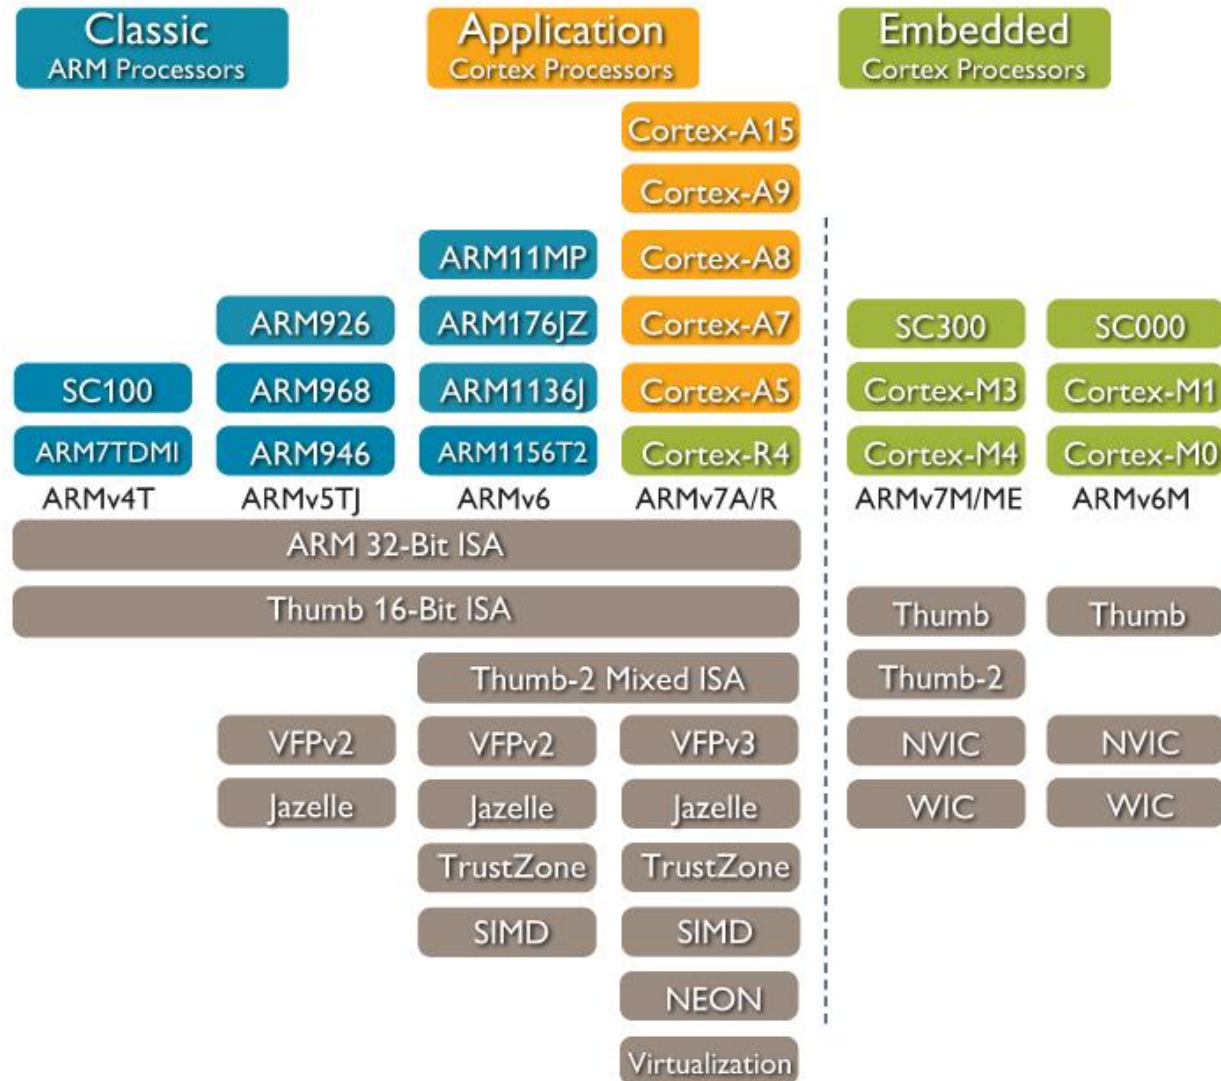 Classic
ARM Processors
Application
Cortex Processors
Embedded
Cortex Processors
Cortex-A15
Cortex-A9
ARM11MP
Cortex-A8
ARM926
ARM176JZ
Cortex-A7
SC300
SC000
SC100
ARM968
ARM1136J
Cortex-A5
Cortex-M3
Cortex-M1
ARM7TDMI
ARM946
ARM1156T2
Cortex-R4
Cortex-M4
Cortex-M0
ARMv4T
ARMv5TJ
ARMv6
ARMv7A/R
ARMv7M/ME
ARMv6M
ARM 32-Bit ISA
Thumb 16-Bit ISA
Thumb
Thumb
Thumb-2 Mixed ISA
Thumb-2
VFPv2
VFPv2
VFPv3
NVIC
NVIC
Jazelle
Jazelle
Jazelle
WIC
WIC
TrustZone
TrustZone
SIMD
SIMD
NEON
Virtualization